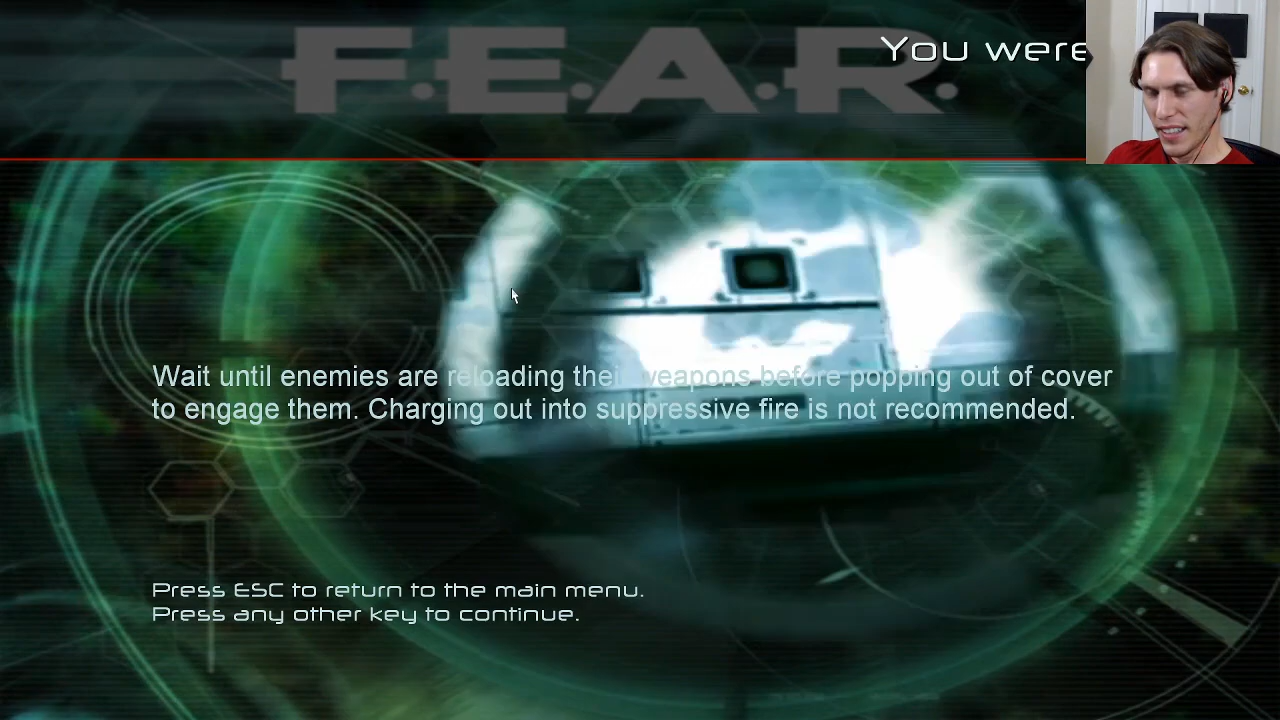 F.E.A.R.
You were
Wait until enemies are reloading their weapons before popping out of cover
to engage them. Charging out into suppressive fire is not recommended.
Press ESC to return to the main menu.
Press any other key to continue.